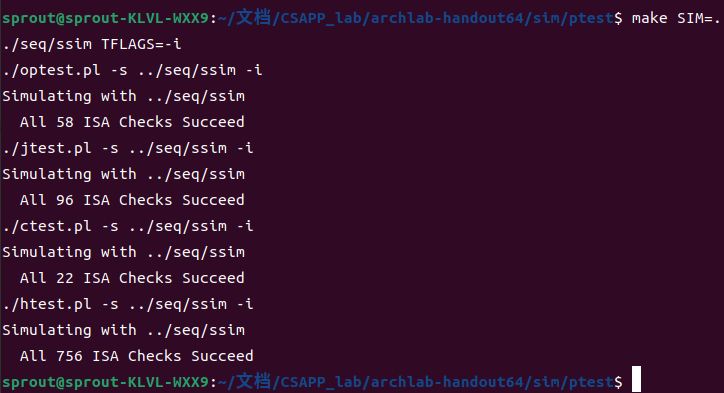 sprout@sprout-KLVL-WXX9:~/文档/CSAPP_lab/archlab-handout64/sim/ptest$ make SIM=.
./seq/ssim TFLAGS=-i
./optest.pl -s ../seq/ssim -i
Simulating with ../seq/ssim
  All 58 ISA Checks Succeed
./jtest.pl -s ../seq/ssim -i
Simulating with ../seq/ssim
  All 96 ISA Checks Succeed
./ctest.pl -s ../seq/ssim -i
Simulating with ../seq/ssim
  All 22 ISA Checks Succeed
./htest.pl -s ../seq/ssim -i
Simulating with ../seq/ssim
  All 756 ISA Checks Succeed
sprout@sprout-KLVL-WXX9:~/文档/CSAPP_lab/archlab-handout64/sim/ptest$